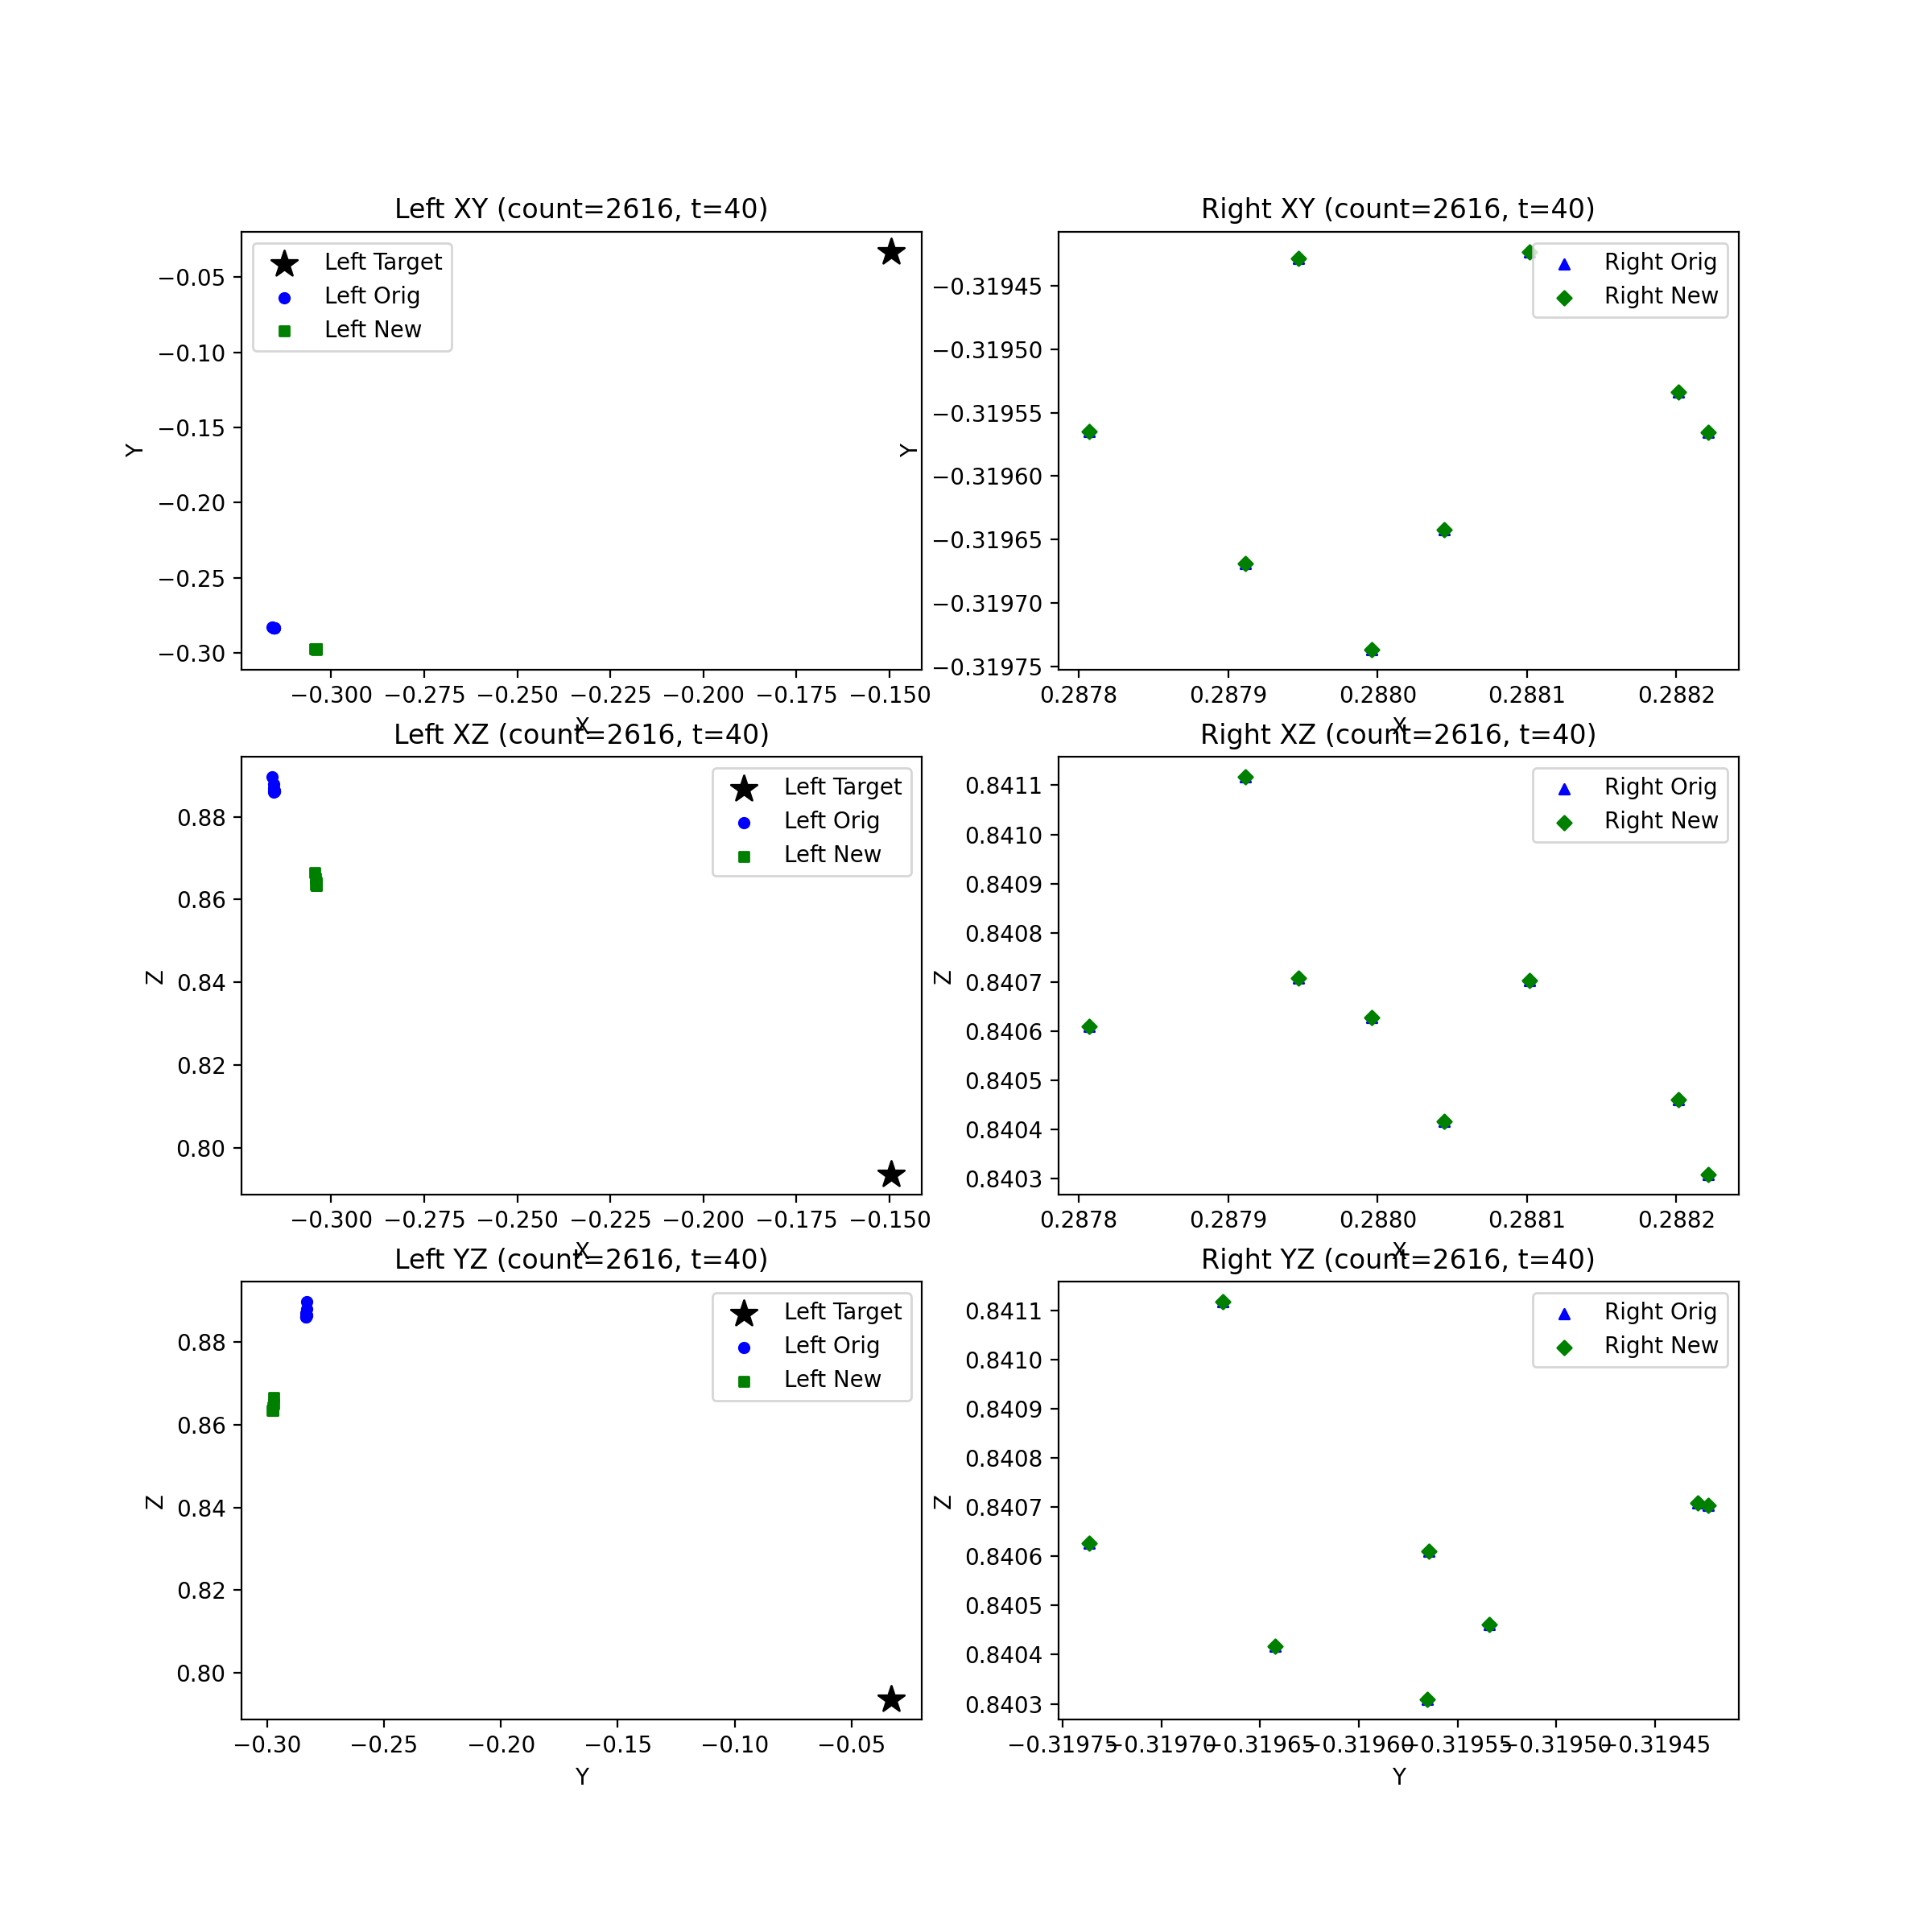 Left XY (count=2616, t=40)
Left Target
Left Orig
Left New
Y
−0.05
−0.10
−0.15
−0.20
−0.25
−0.30
−0.300 −0.275 −0.250 −0.225 −0.200 −0.175 −0.150
X
Right XY (count=2616, t=40)
Right Orig
Right New
Y
−0.31945
−0.31950
−0.31955
−0.31960
−0.31965
−0.31970
−0.31975
0.2878 0.2879 0.2880 0.2881 0.2882
X
Left XZ (count=2616, t=40)
Left Target
Left Orig
Left New
Z
0.88
0.86
0.84
0.82
0.80
−0.300 −0.275 −0.250 −0.225 −0.200 −0.175 −0.150
X
Right XZ (count=2616, t=40)
Right Orig
Right New
Z
0.8411
0.8410
0.8409
0.8408
0.8407
0.8406
0.8405
0.8404
0.8403
0.2878 0.2879 0.2880 0.2881 0.2882
X
Left YZ (count=2616, t=40)
Left Target
Left Orig
Left New
Z
0.88
0.86
0.84
0.82
0.80
−0.30 −0.25 −0.20 −0.15 −0.10 −0.05
Y
Right YZ (count=2616, t=40)
Right Orig
Right New
Z
0.8411
0.8410
0.8409
0.8408
0.8407
0.8406
0.8405
0.8404
0.8403
−0.31975 −0.31970 −0.31965 −0.31960 −0.31955 −0.31950 −0.31945
Y